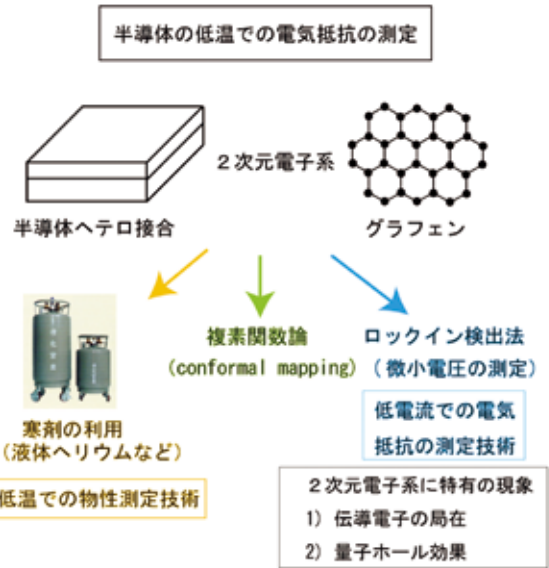 半導体の低温での電気抵抗の測定
２次元電子系
半導体ヘテロ接合
グラフェン
複素関数論
(conformal mapping)
ロックイン検出法
（微小電圧の測定）
低電流での電気
抵抗の測定技術
寒剤の利用
(液体ヘリウムなど)
低温での物性測定技術
２次元電子系に特有の現象
1) 伝導電子の局在
2) 量子ホール効果